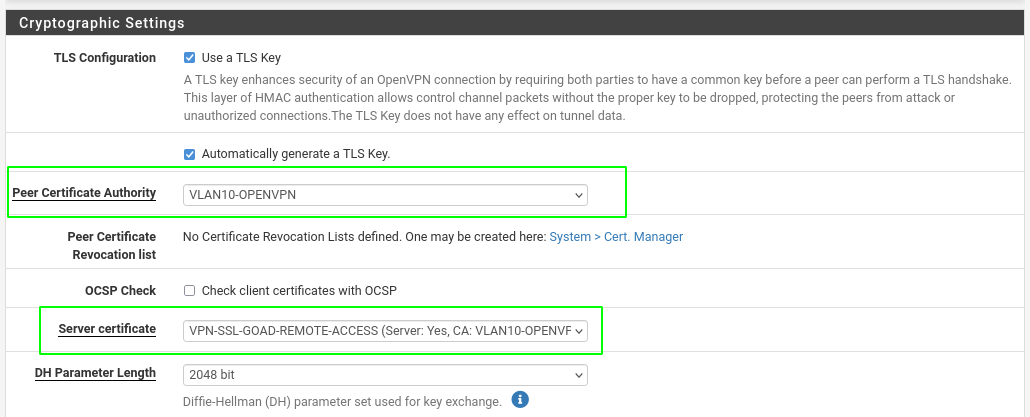 Cryptographic Settings
TLS Configuration Use a TLS Key
A TLS key enhances security of an OpenVPN connection by requiring both parties to have a common key before a peer can perform a TLS handshake.
This layer of HMAC authentication allows control channel packets without the proper key to be dropped, protecting the peers from attack or
unauthorized connections.The TLS Key does not have any effect on tunnel data.
Automatically generate a TLS Key.
Peer Certificate Authority VLAN10-OPENVPN
Peer Certificate Revocation list No Certificate Revocation Lists defined. One may be created here: System > Cert. Manager
OCSP Check Check client certificates with OCSP
Server certificate VPN-SSL-GOAD-REMOTE-ACCESS (Server: Yes, CA: VLAN10-OPENVP
DH Parameter Length 2048 bit
Diffie-Hellman (DH) parameter set used for key exchange.